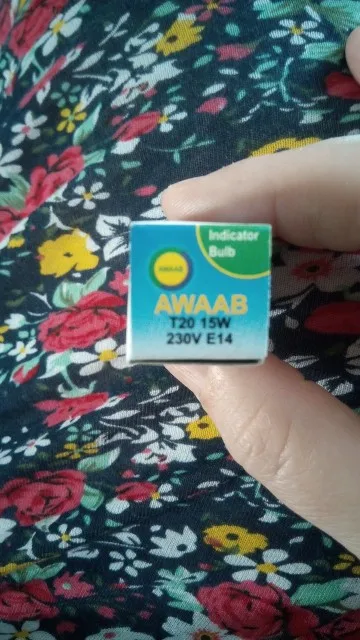 Indicator
Bulb
AWAAB
AWAAB
T20 15W
230V E14